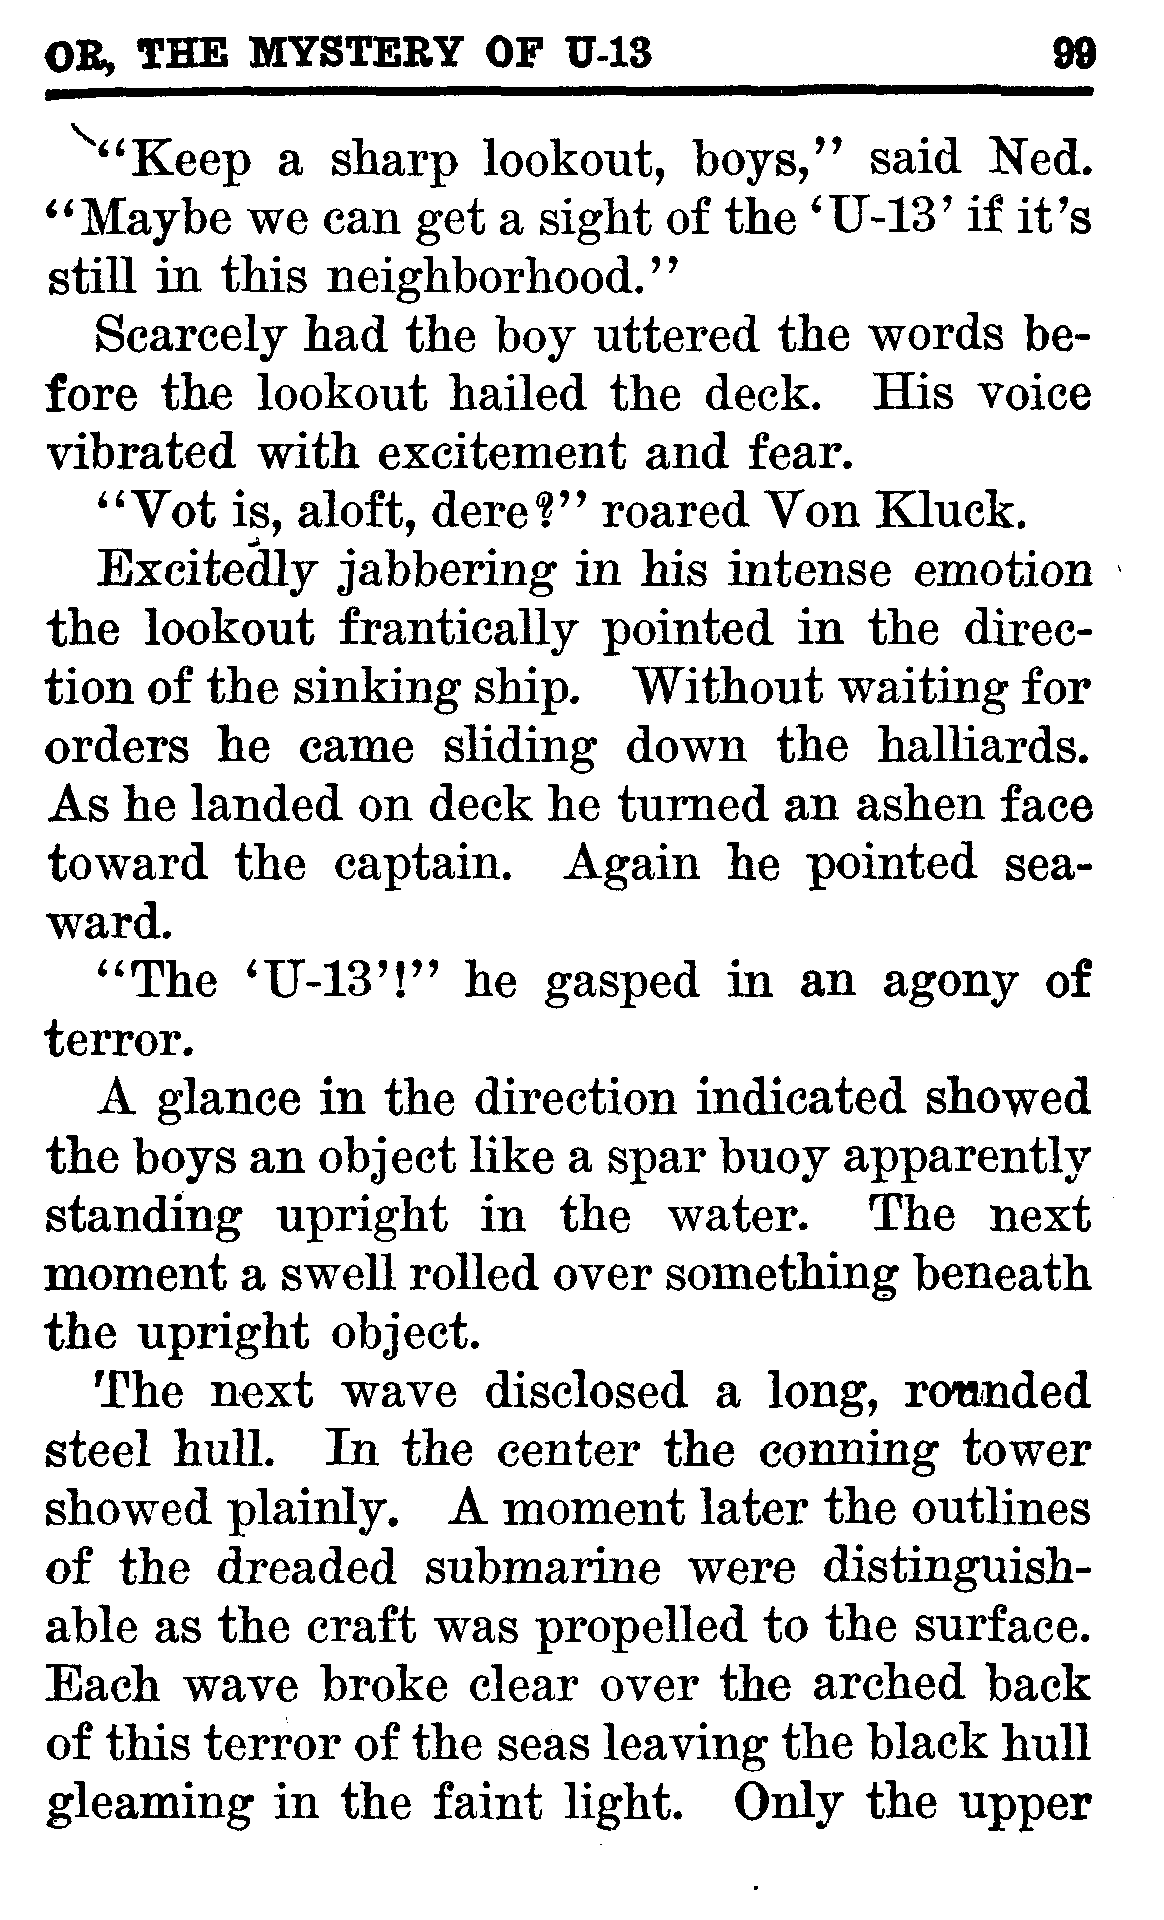 OR, THE MYSTERY OF U-13 99
“Keep a sharp lookout, boys,” said Ned.
“Maybe we can get a sight of the ‘U-13’ if it’s
still in this neighborhood.”
Scarcely had the boy uttered the words be-
fore the lookout hailed the deck. His voice
vibrated with excitement and fear.
“Vot is, aloft, dere?” roared Von Kluck.
Excitedly jabbering in his intense emotion
the lookout frantically pointed in the direc-
tion of the sinking ship. Without waiting for
orders he came sliding down the halliards.
As he landed on deck he turned an ashen face
toward the captain. Again he pointed sea-
ward.
“The ‘U-13’!” he gasped in an agony of
terror.
A glance in the direction indicated showed
the boys an object like a spar buoy apparently
standing upright in the water. The next
moment a swell rolled over something beneath
the upright object.
The next wave disclosed a long, rounded
steel hull. In the center the conning tower
showed plainly. A moment later the outlines
of the dreaded submarine were distinguish-
able as the craft was propelled to the surface.
Each wave broke clear over the arched back
of this terror of the seas leaving the black hull
gleaming in the faint light. Only the upper